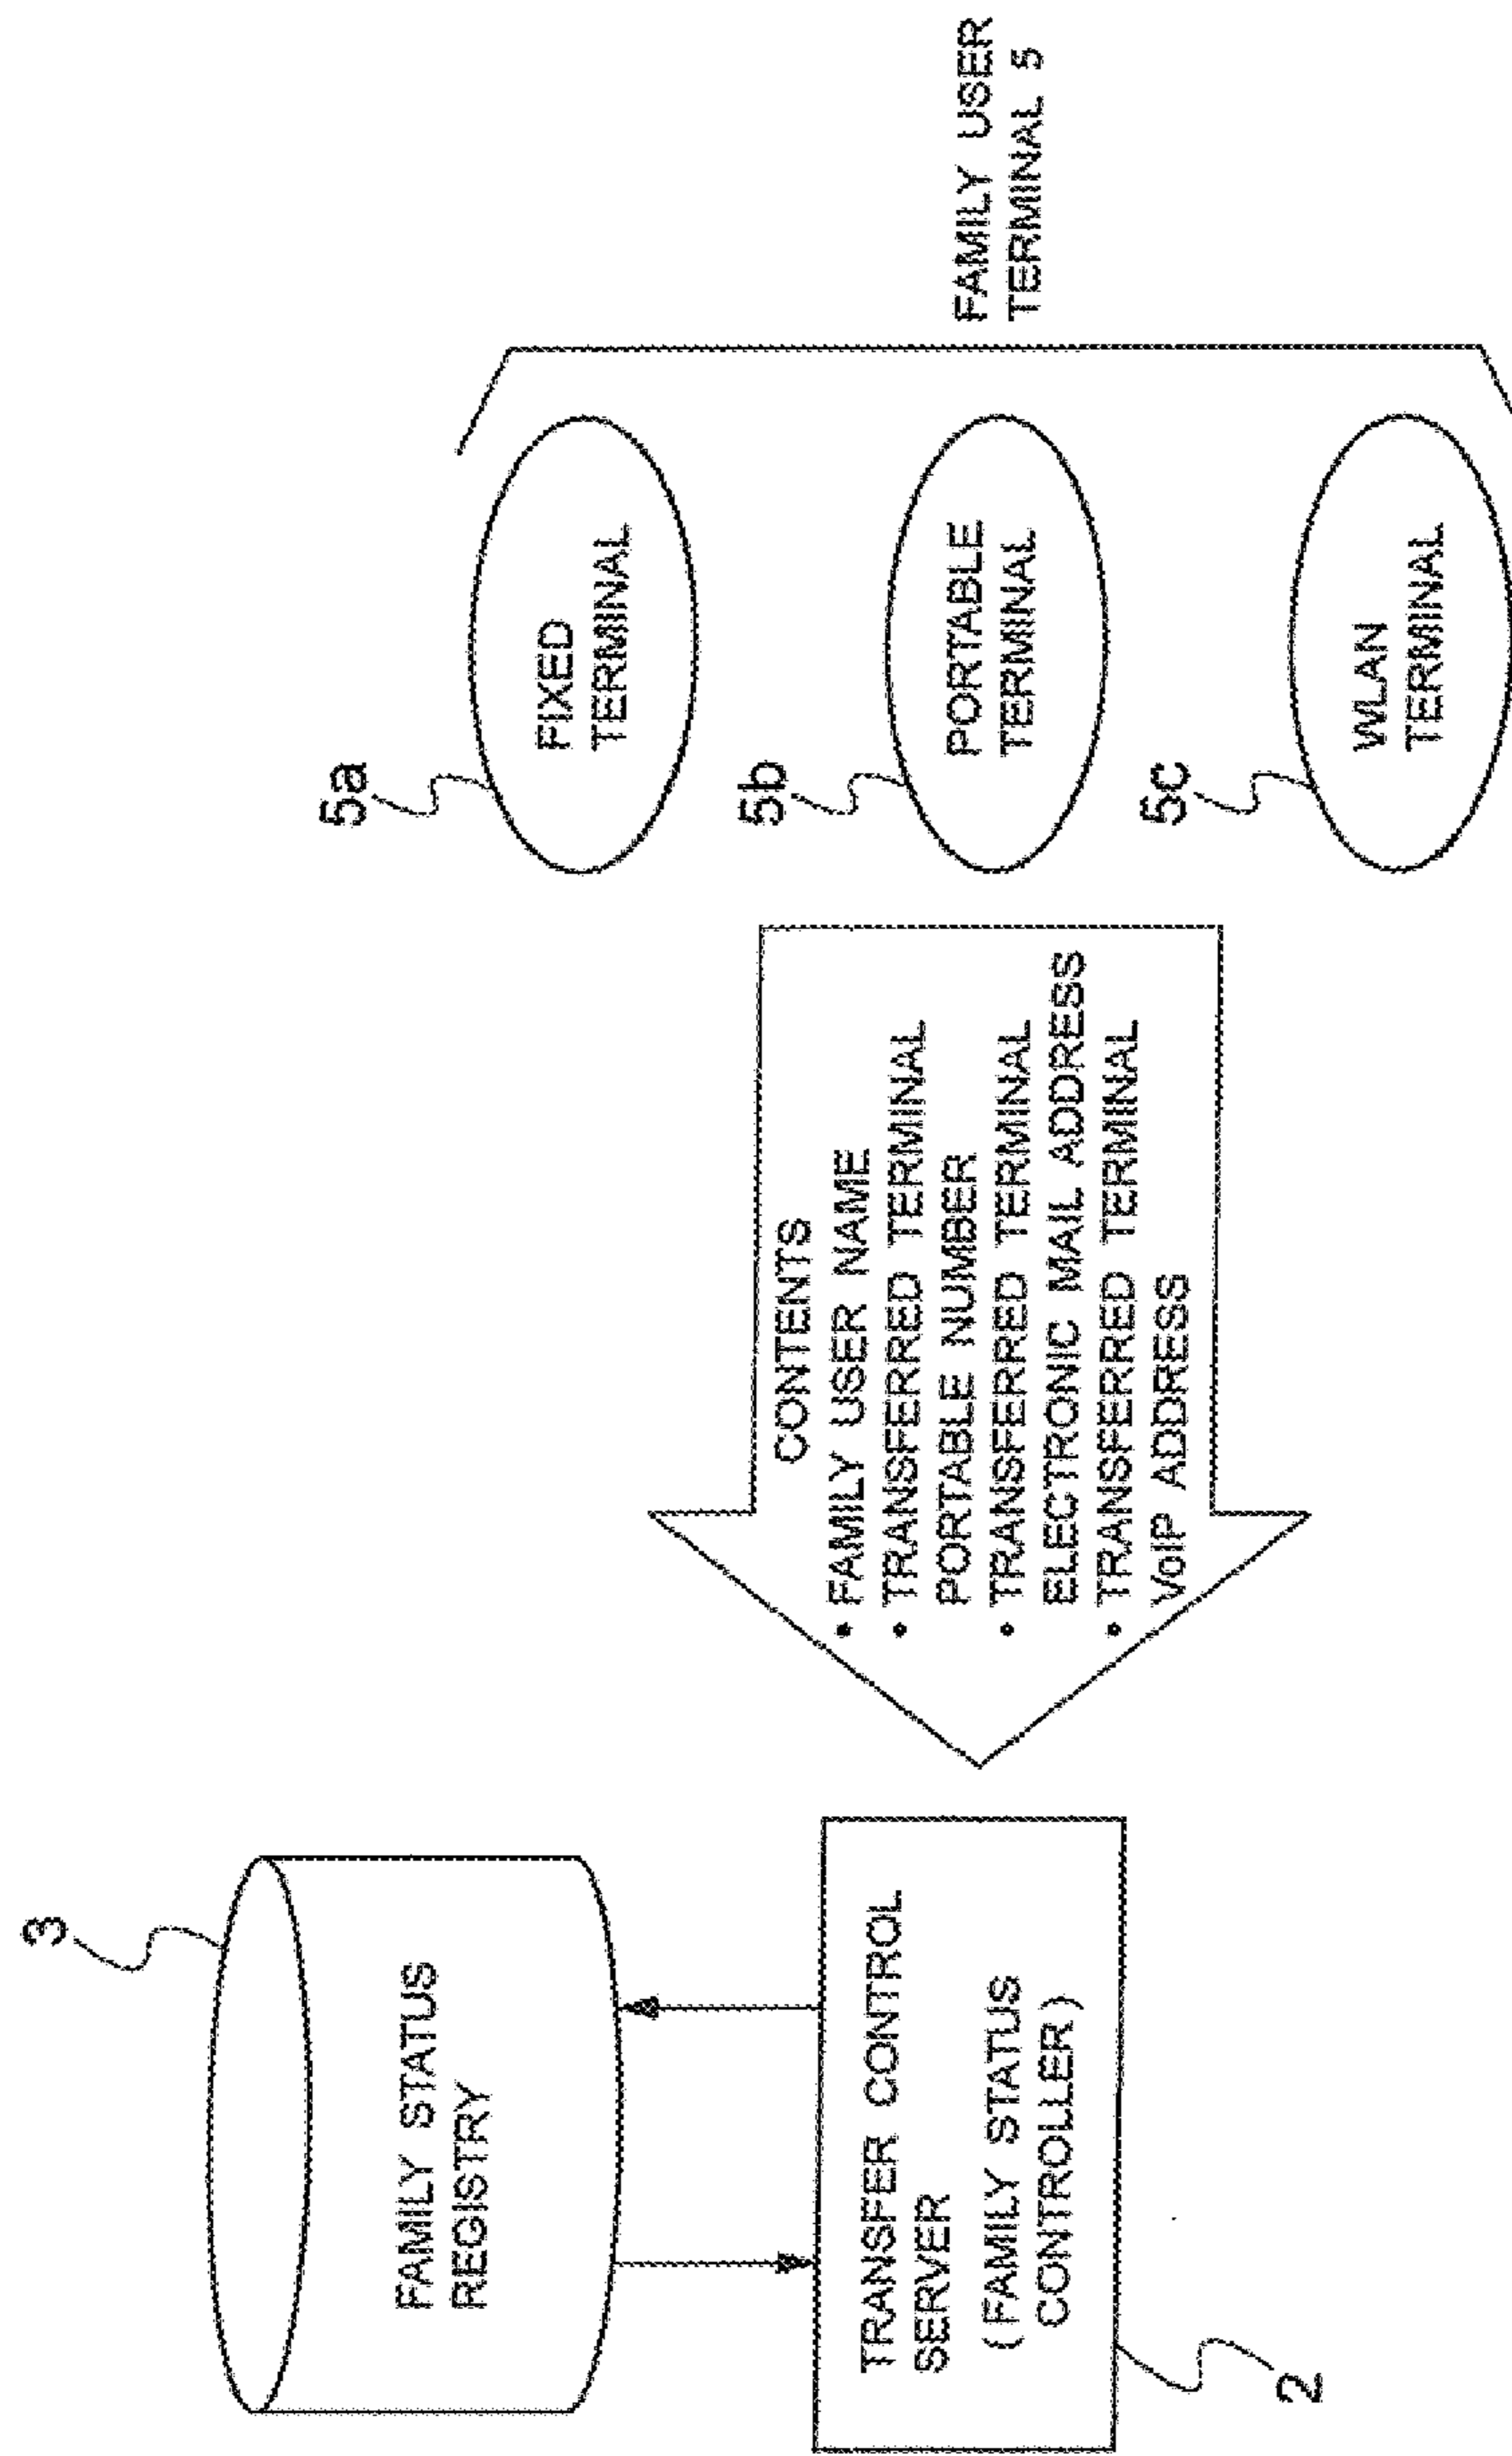 3
FAMILY STATUS
REGISTRY
TRANSFER CONTROL
SERVER
(FAMILY STATUS
CONTROLLER)
2
CONTENTS
• FAMILY USER NAME
• TRANSFERRED TERMINAL
PORTABLE NUMBER
• TRANSFERRED TERMINAL
ELECTRONIC MAIL ADDRESS
• TRANSFERRED TERMINAL
VoIP ADDRESS
5a
FIXED
TERMINAL
5b
PORTABLE
TERMINAL
5c
WLAN
TERMINAL
FAMILY USER
TERMINAL 5